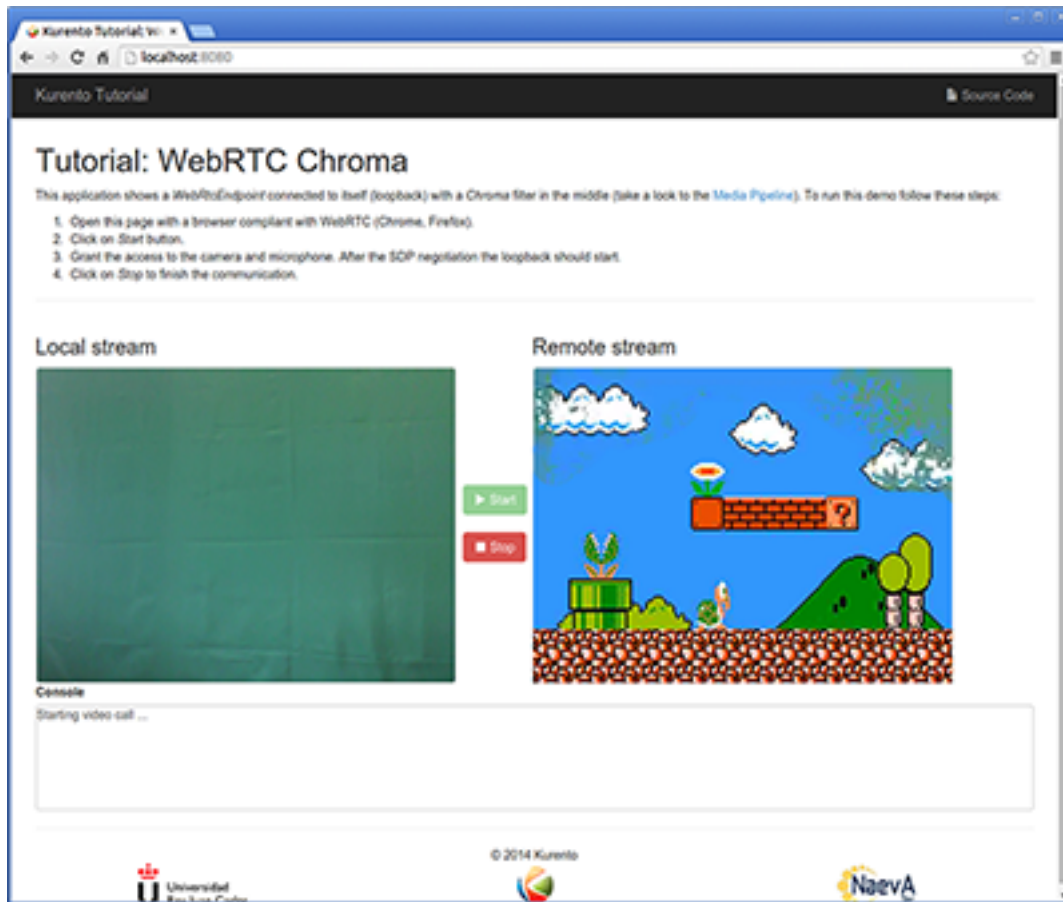 Kurento Tutorial: W
localhost:8080
Kurento Tutorial
Source Code
Tutorial: WebRTC Chroma
This application shows a WebRtcEndpoint connected to itself (loopback) with a Chroma filter in the middle (take a look to the Media Pipeline). To run this demo follow these steps:
1. Open this page with a browser compliant with WebRTC (Chrome, Firefox).
2. Click on Start button.
3. Grant the access to the camera and microphone. After the SDP negotiation the loopback should start.
4. Click on Stop to finish the communication.
Local stream
Remote stream
?
Start
Stop
Console
Starting video call ...
© 2014 Kurento
Universidad
Rey Juan Carlos
NaevA